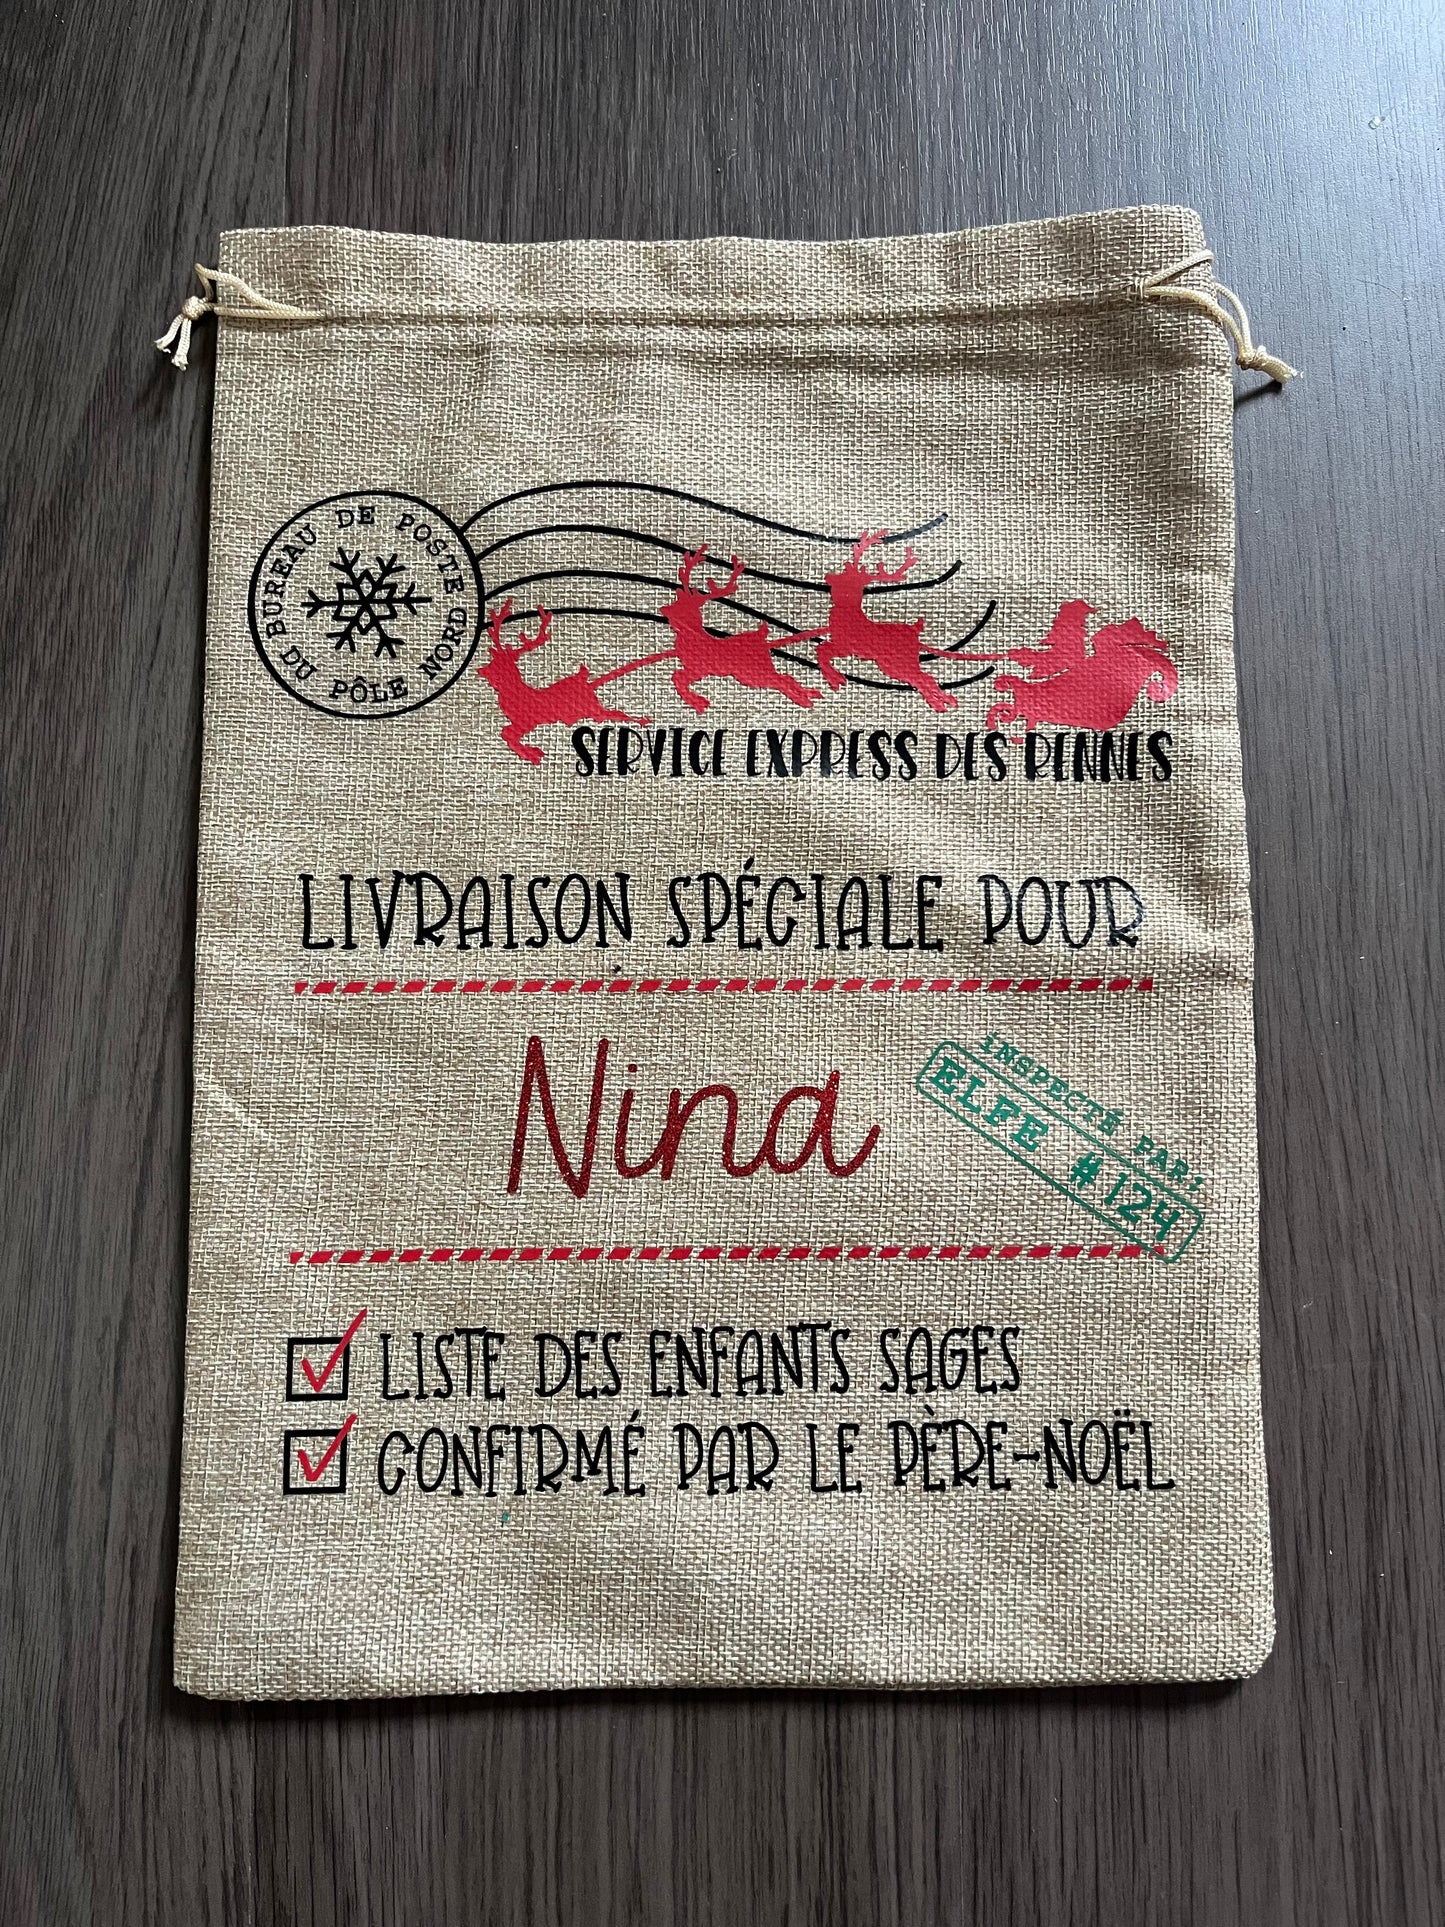 BUREAU DE POSTE
DU PÔLE NORD
SERVICE EXPRESS DES RENNES
LIVRAISON SPÉCIALE POUR
Nina
INSPECTÉ PAR:
ELFE #124
LISTE DES ENFANTS SAGES
CONFIRMÉ PAR LE PÈRE-NOËL